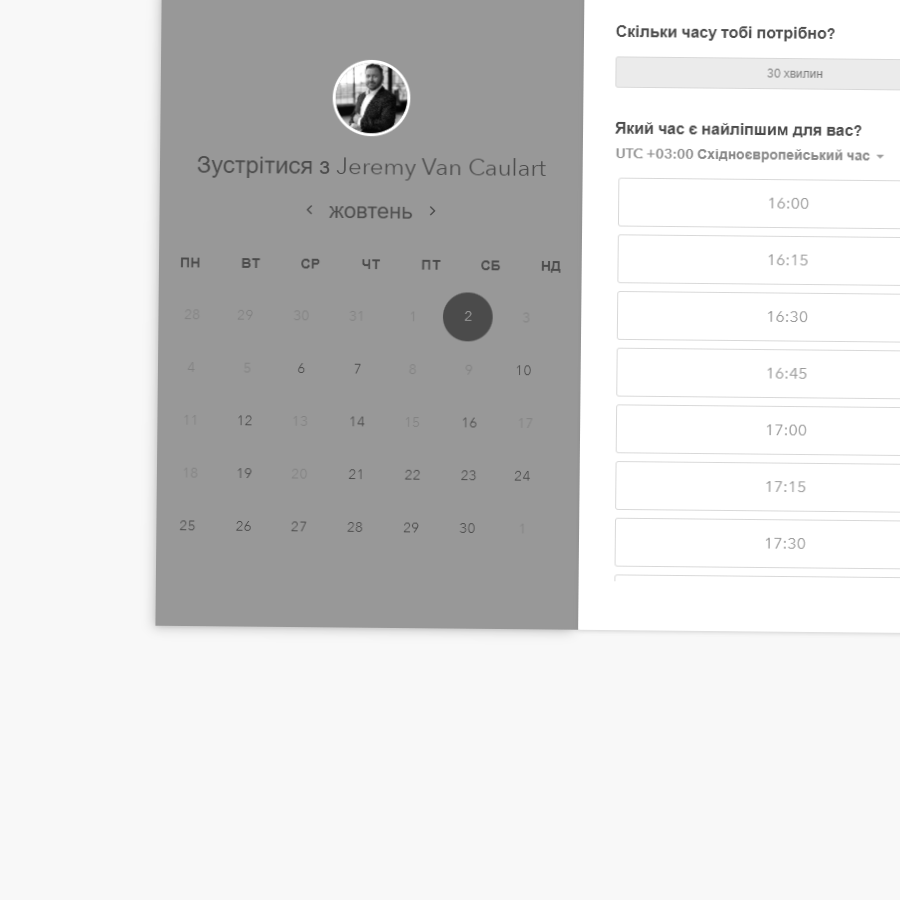 Зустрітися з Jeremy Van Caulart
жовтень
ПН ВТ СР ЧТ ПТ СБ НД
28 29 30 31 1 2 3
4 5 6 7 8 9 10
11 12 13 14 15 16 17
18 19 20 21 22 23 24
25 26 27 28 29 30 1
Скільки часу тобі потрібно?
30 хвилин
Який час є найліпшим для вас?
UTC +03:00 Східноєвропейський час
16:00
16:15
16:30
16:45
17:00
17:15
17:30